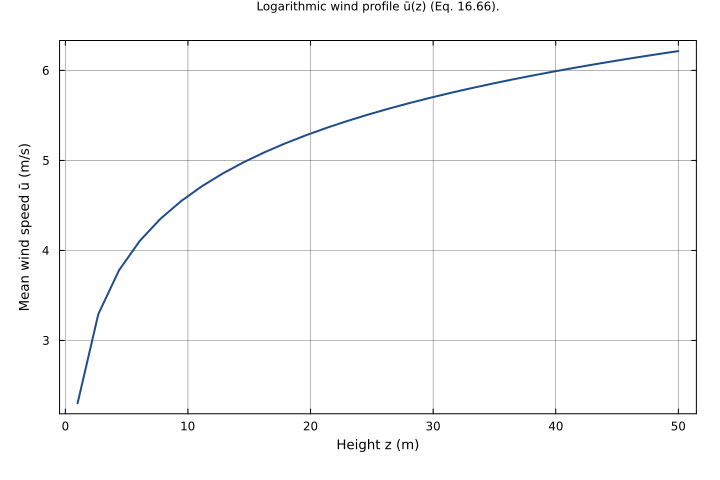 Logarithmic wind profile ū(z) (Eq. 16.66).
6
5
4
3
Mean wind speed ū (m/s)
0 10 20 30 40 50
Height z (m)